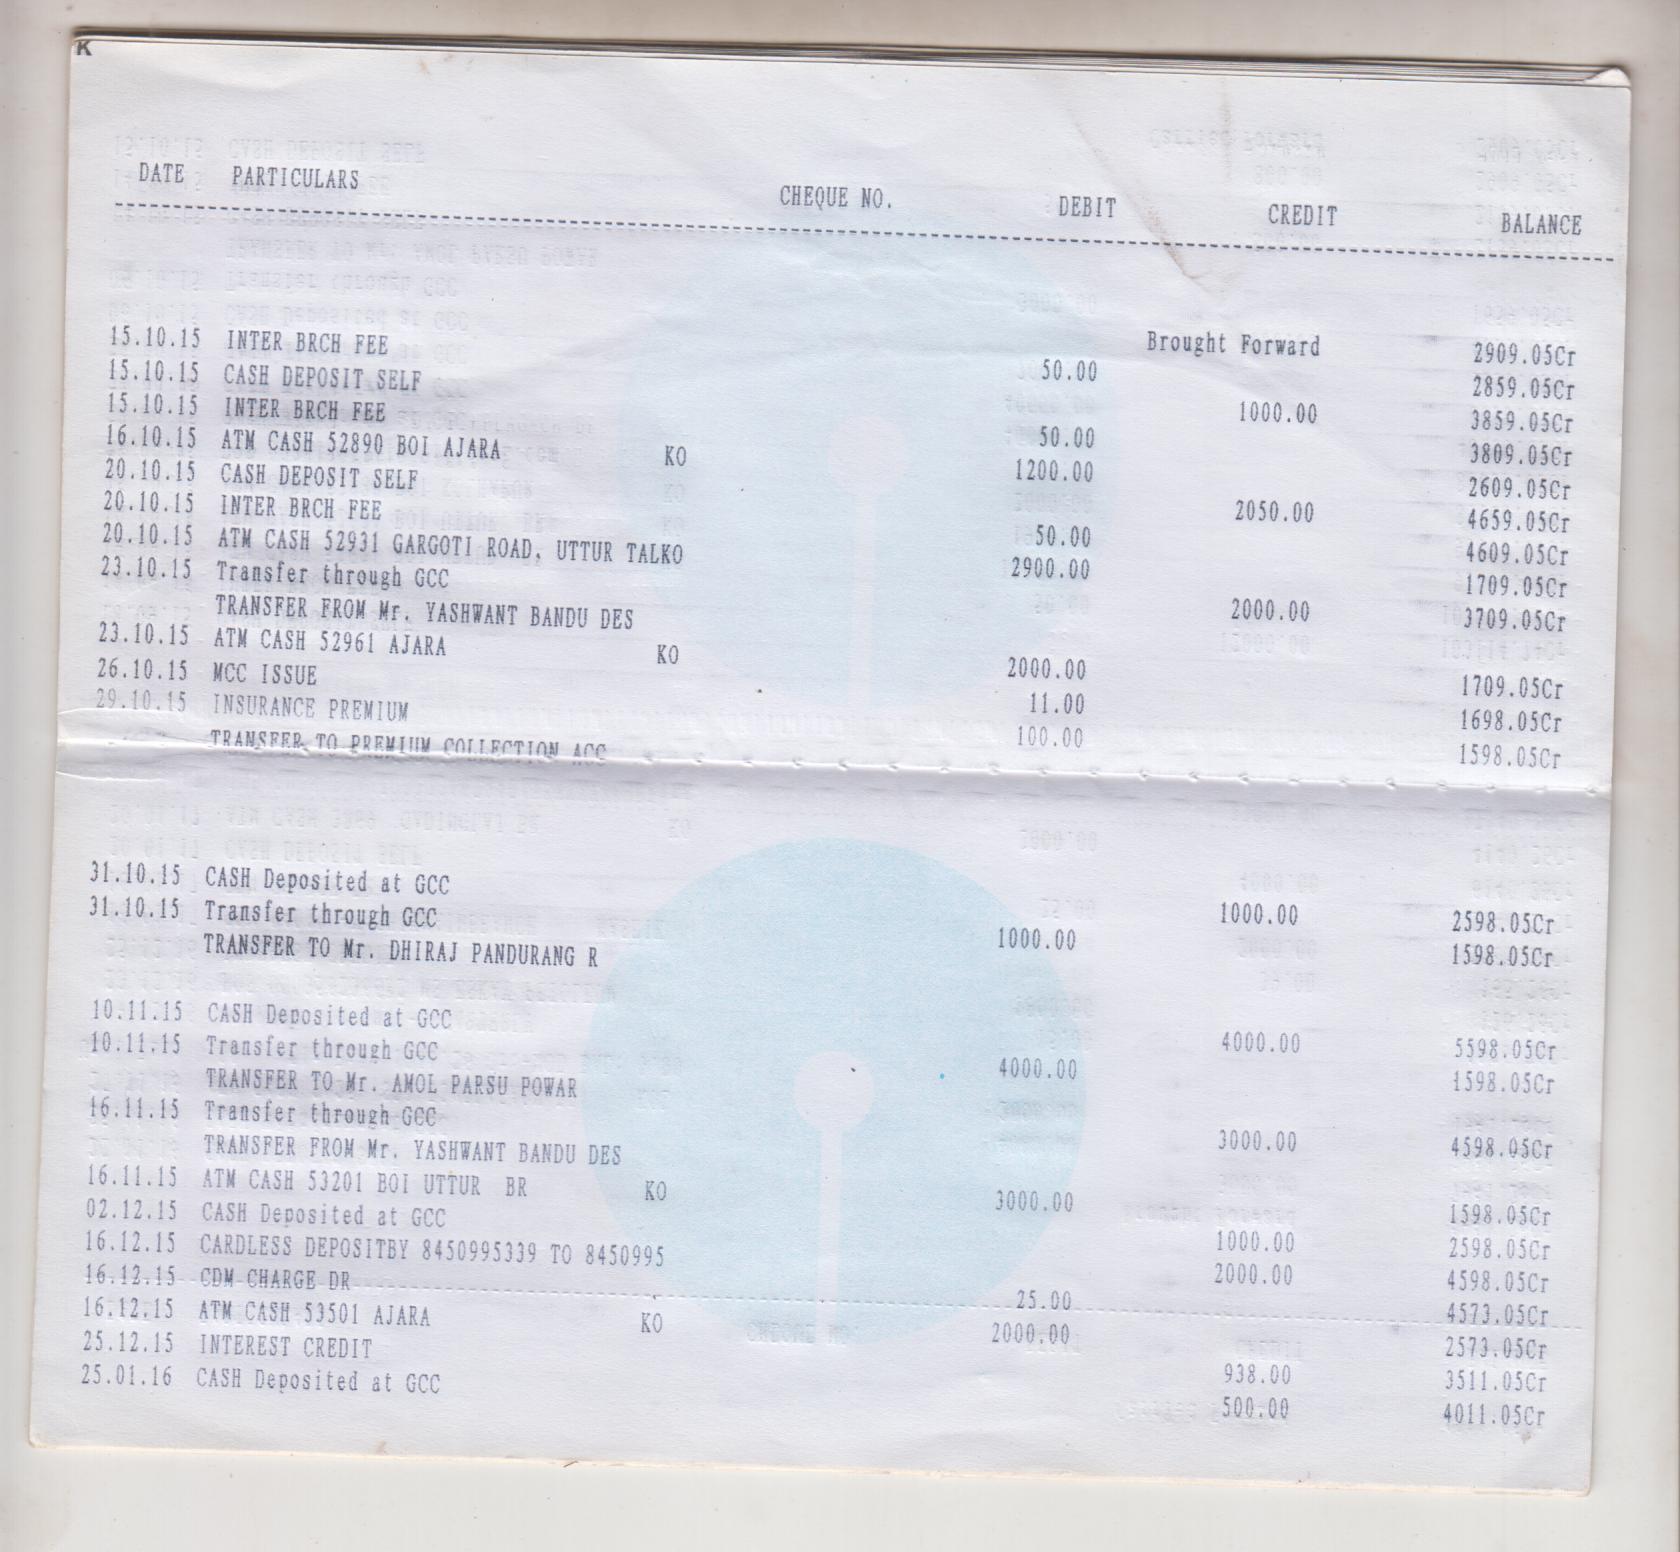 K
DATE PARTICULARS CHEQUE NO. DEBIT CREDIT BALANCE
Brought Forward 2909.05Cr
15.10.15 INTER BRCH FEE 50.00 2859.05Cr
15.10.15 CASH DEPOSIT SELF 1000.00 3859.05Cr
15.10.15 INTER BRCH FEE 50.00 3809.05Cr
16.10.15 ATM CASH 52890 BOI AJARA KO 1200.00 2609.05Cr
20.10.15 CASH DEPOSIT SELF 2050.00 4659.05Cr
20.10.15 INTER BRCH FEE 50.00 4609.05Cr
20.10.15 ATM CASH 52931 GARGOTI ROAD, UTTUR TALKO 2900.00 1709.05Cr
23.10.15 Transfer through GCC 2000.00 3709.05Cr
TRANSFER FROM Mr. YASHWANT BANDU DES
23.10.15 ATM CASH 52961 AJARA KO 2000.00 1709.05Cr
26.10.15 MCC ISSUE 11.00 1698.05Cr
29.10.15 INSURANCE PREMIUM 100.00 1598.05Cr
TRANSFER TO PREMIUM COLLECTION ACC
31.10.15 CASH Deposited at GCC 1000.00 2598.05Cr
31.10.15 Transfer through GCC 1000.00 1598.05Cr
TRANSFER TO Mr. DHIRAJ PANDURANG R
10.11.15 CASH Deposited at GCC 4000.00 5598.05Cr
10.11.15 Transfer through GCC 4000.00 1598.05Cr
TRANSFER TO Mr. AMOL PARSU POWAR
16.11.15 Transfer through GCC 3000.00 4598.05Cr
TRANSFER FROM Mr. YASHWANT BANDU DES
16.11.15 ATM CASH 53201 BOI UTTUR BR KO 3000.00 1598.05Cr
02.12.15 CASH Deposited at GCC 1000.00 2598.05Cr
16.12.15 CARDLESS DEPOSITBY 8450995339 TO 8450995 2000.00 4598.05Cr
16.12.15 CDM CHARGE DR 25.00 4573.05Cr
16.12.15 ATM CASH 53501 AJARA KO 2000.00 2573.05Cr
25.12.15 INTEREST CREDIT 938.00 3511.05Cr
25.01.16 CASH Deposited at GCC 500.00 4011.05Cr